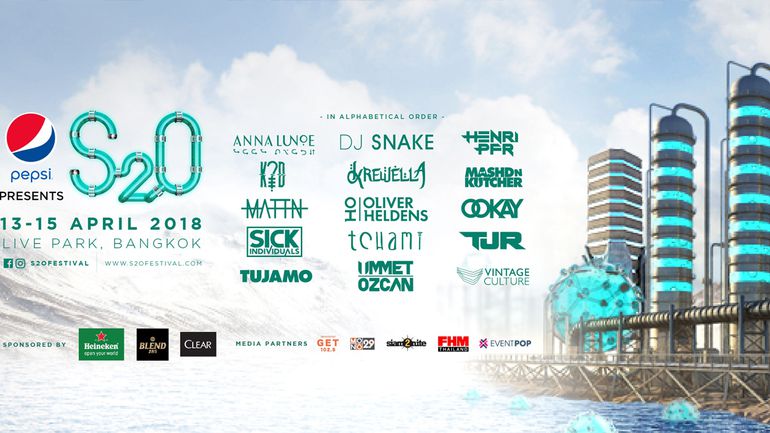 pepsi
PRESENTS
S2O
13-15 APRIL 2018
LIVE PARK, BANGKOK
S2OFESTIVAL | WWW.S2OFESTIVAL.COM
- IN ALPHABETICAL ORDER -
ANNA LUNOE
DJ SNAKE
HENRI PFR
K?D
KREWELLA
MASHD N KUTCHER
MATTN
OLIVER HELDENS
OOKAY
SICK INDIVIDUALS
TCHAMI
TJR
TUJAMO
UMMET OZCAN
VINTAGE CULTURE
SPONSORED BY
Heineken
open your world
BLEND
285
CLEAR
MEDIA PARTNERS
GET
102.5
siam2nite
FHM
THAILAND
EVENTPOP